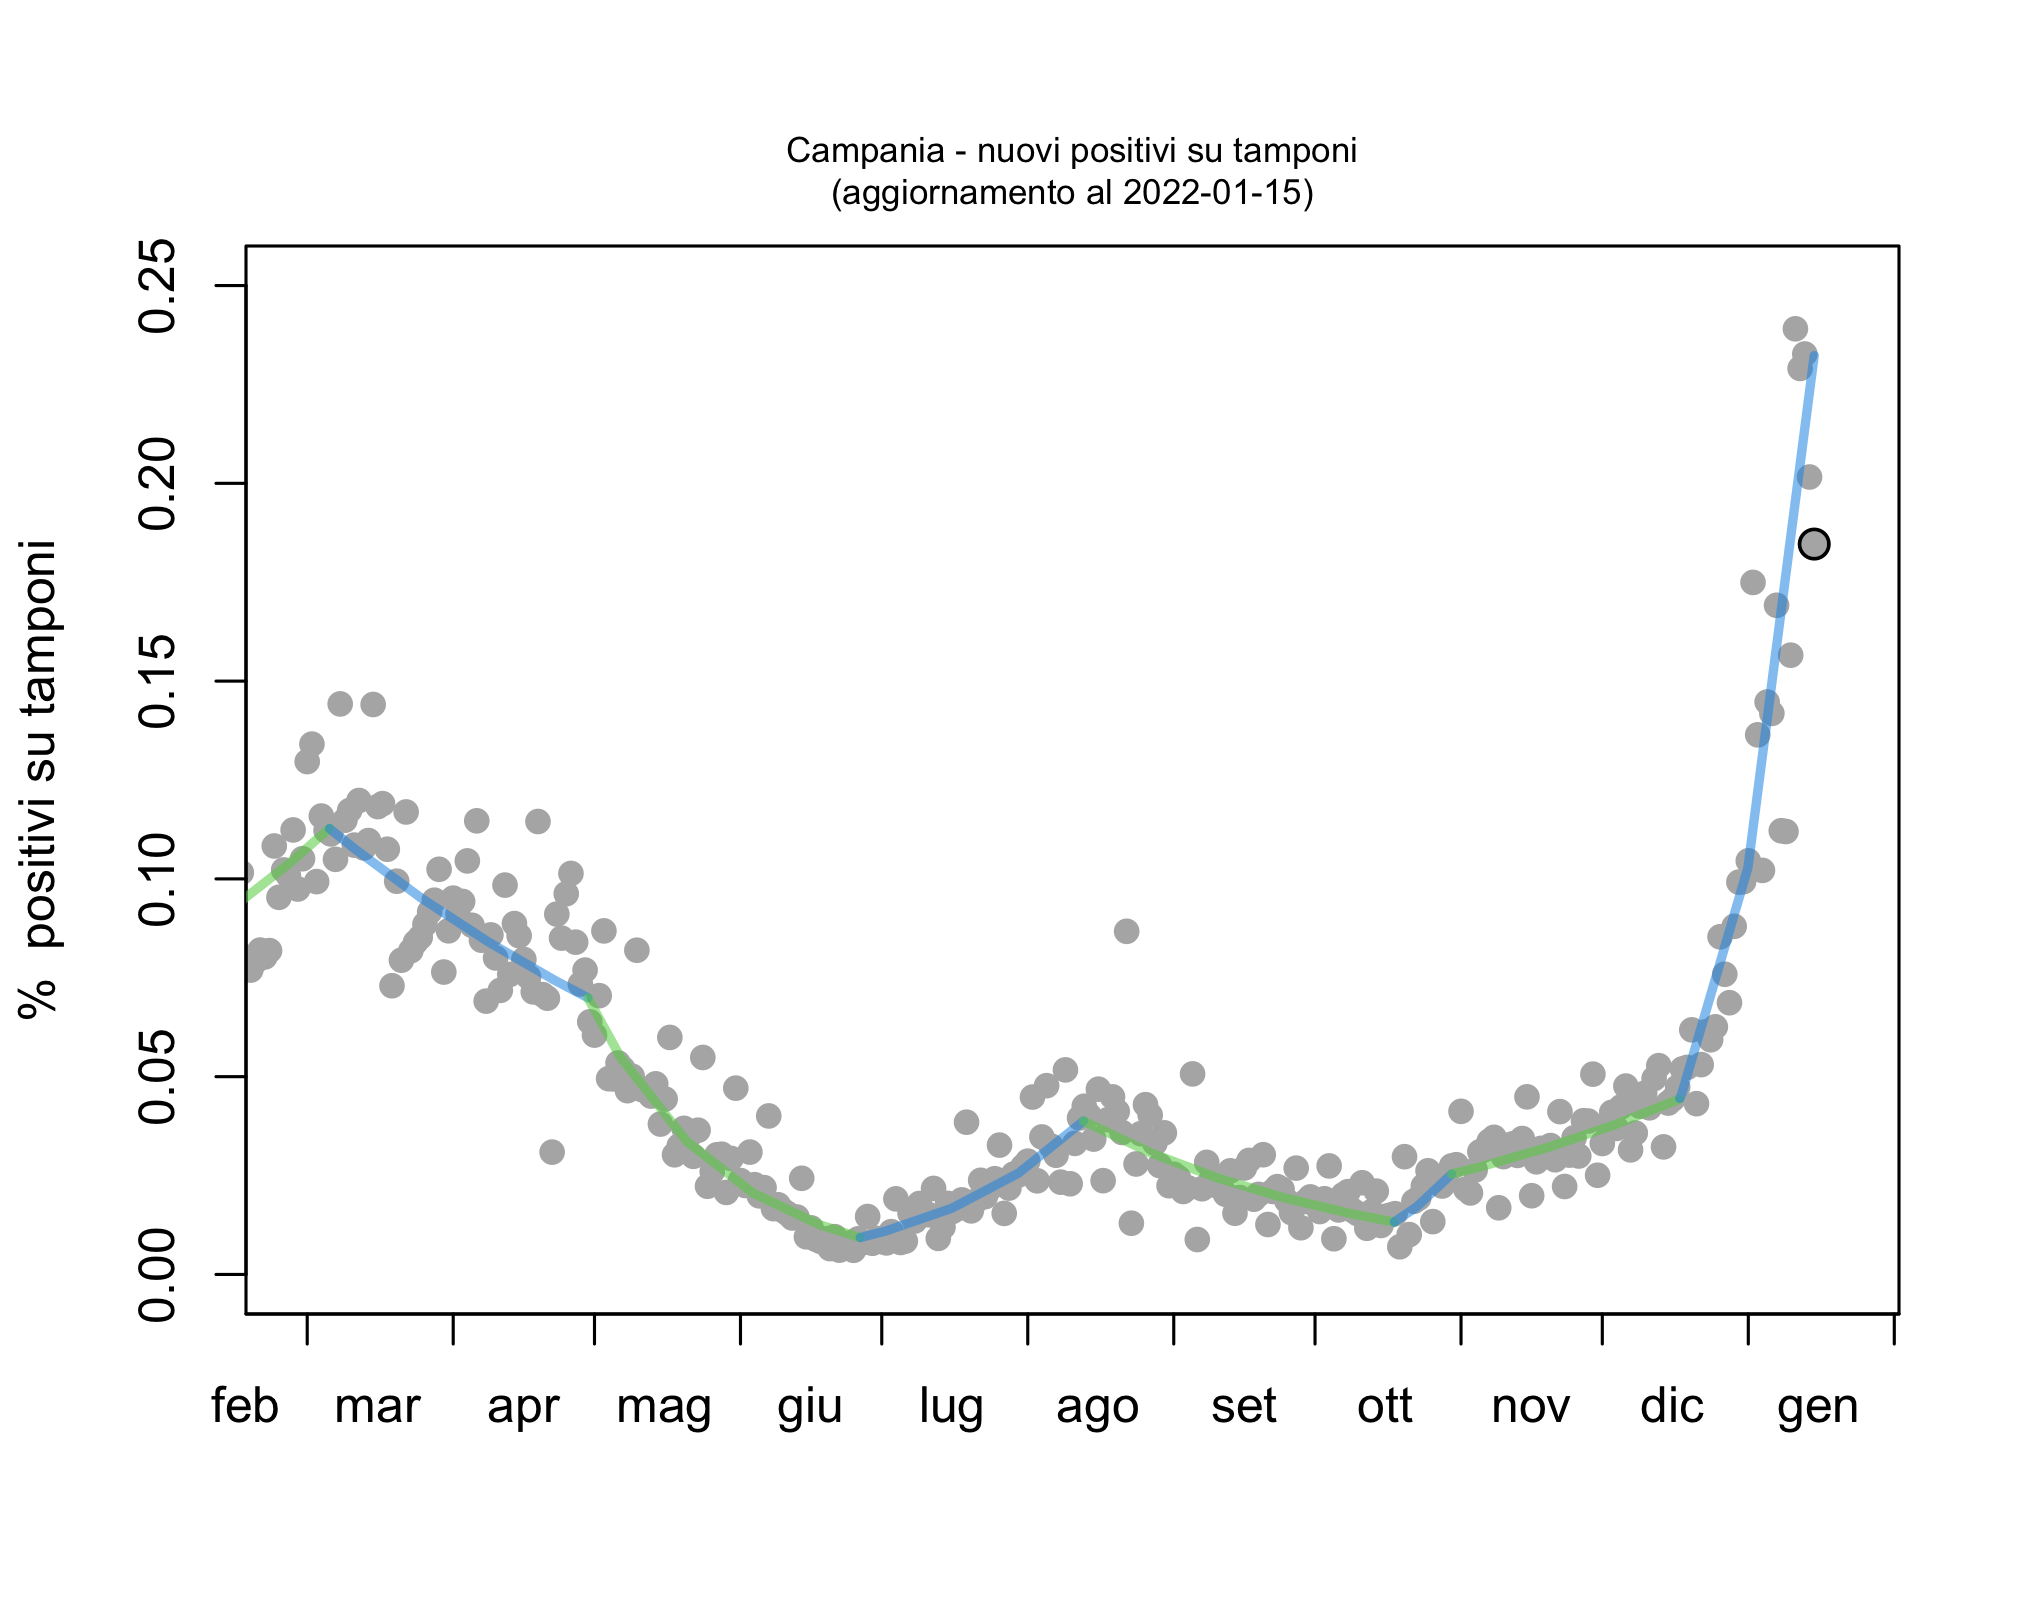 Campania - nuovi positivi su tamponi
(aggiornamento al 2022-01-15)
% positivi su tamponi
0.25
0.20
0.15
0.10
0.05
0.00
feb mar apr mag giu lug ago set ott nov dic gen